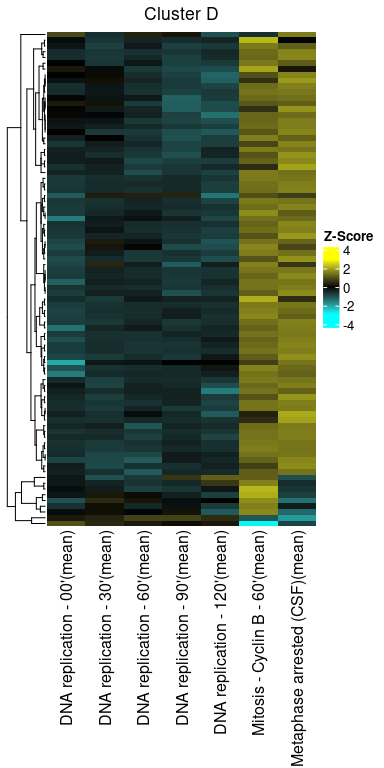 Cluster D
Z-Score
4
2
0
-2
-4
DNA replication - 00'(mean)
DNA replication - 30'(mean)
DNA replication - 60'(mean)
DNA replication - 90'(mean)
DNA replication - 120'(mean)
Mitosis - Cyclin B - 60'(mean)
Metaphase arrested (CSF)(mean)